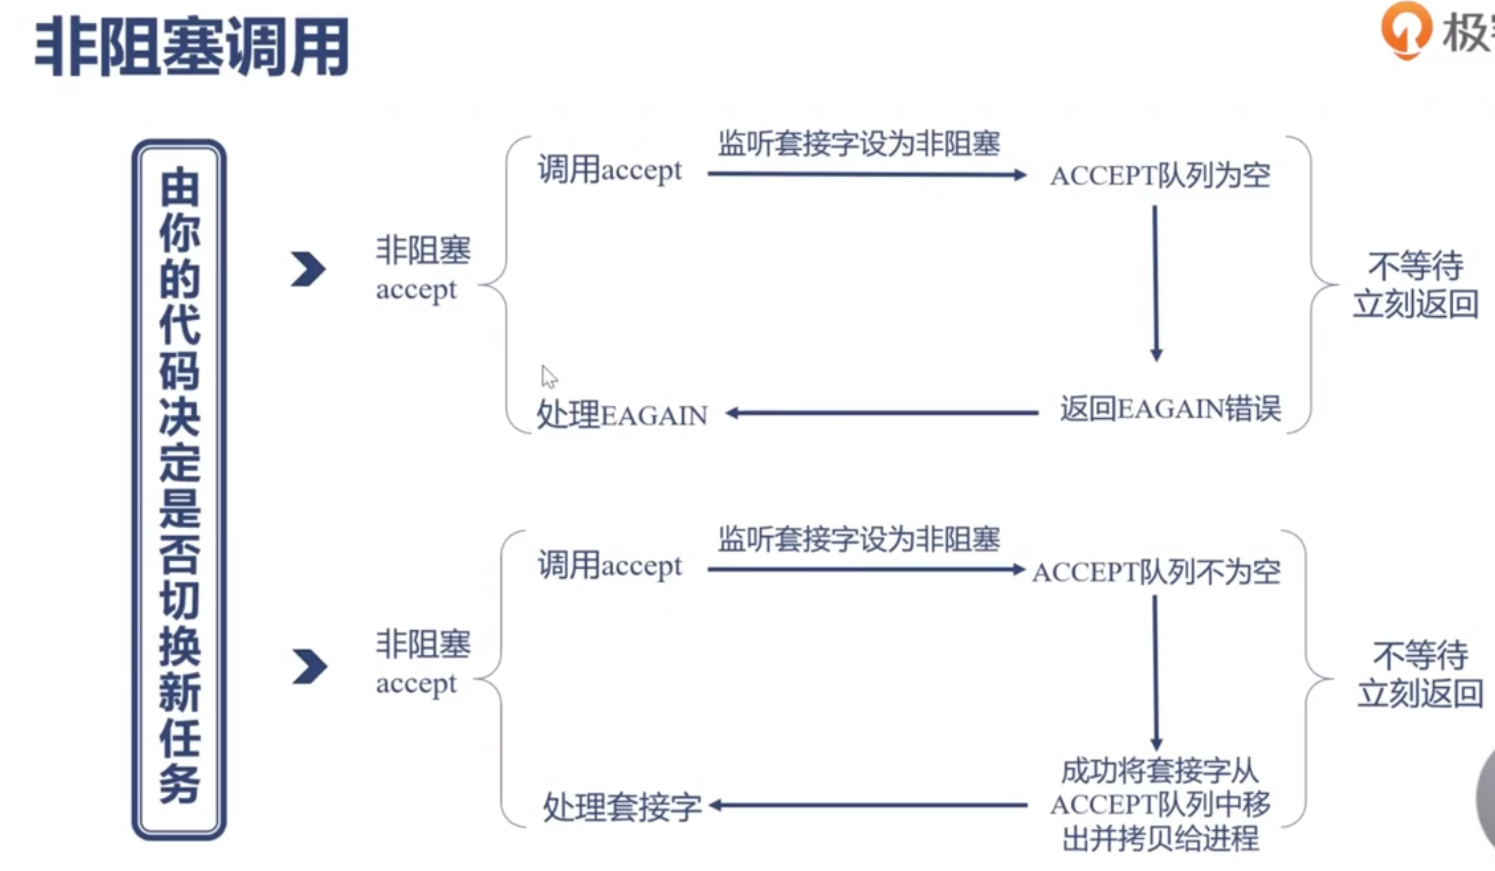 非阻塞调用
极客
由你的代码决定是否切换新任务
非阻塞
accept
调用accept
监听套接字设为非阻塞
ACCEPT队列为空
返回EAGAIN错误
处理EAGAIN
不等待
立刻返回
非阻塞
accept
调用accept
监听套接字设为非阻塞
ACCEPT队列不为空
成功将套接字从
ACCEPT队列中移
出并拷贝给进程
处理套接字
不等待
立刻返回